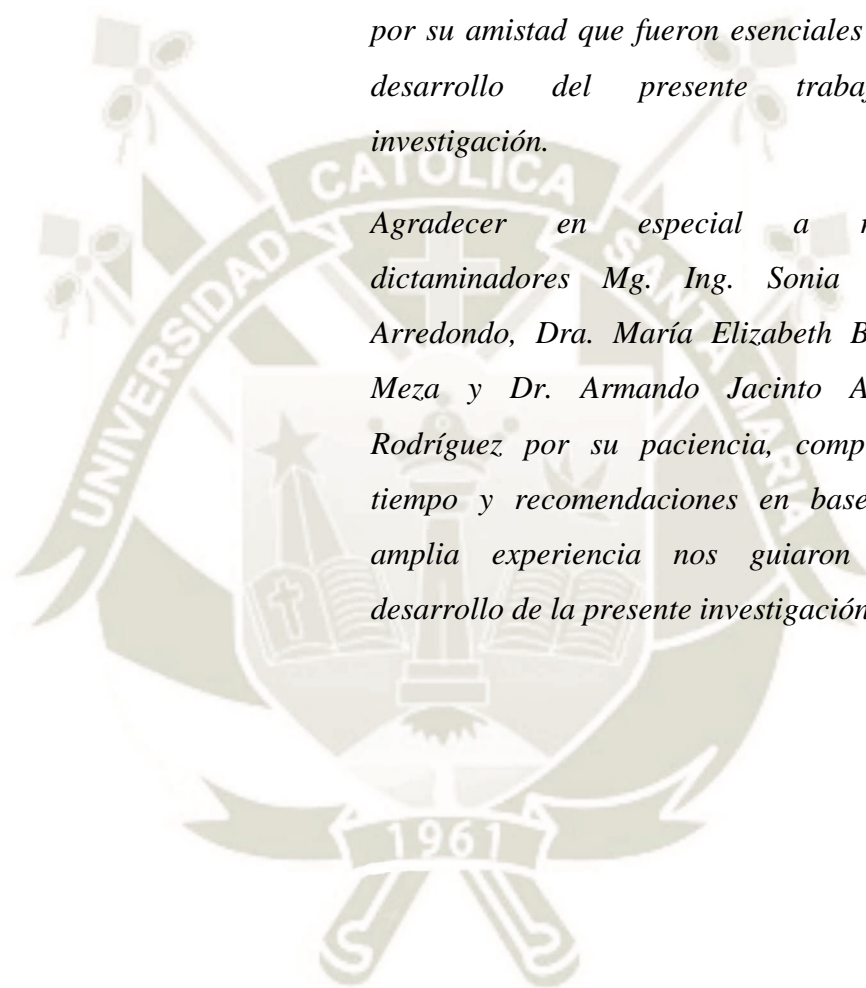 por su amistad que fueron esenciales
desarrollo del presente
investigación.
Agradecer en especial a
dictaminadores Mg. Ing. Sonia
Arredondo, Dra. María Elizabeth
Meza y Dr. Armando Jacinto
Rodríguez por su paciencia,
tiempo y recomendaciones en base
amplia experiencia nos guiaron
desarrollo de la presente investigación
UNIVERSIDAD CATOLICA SANTA MARIA
1961